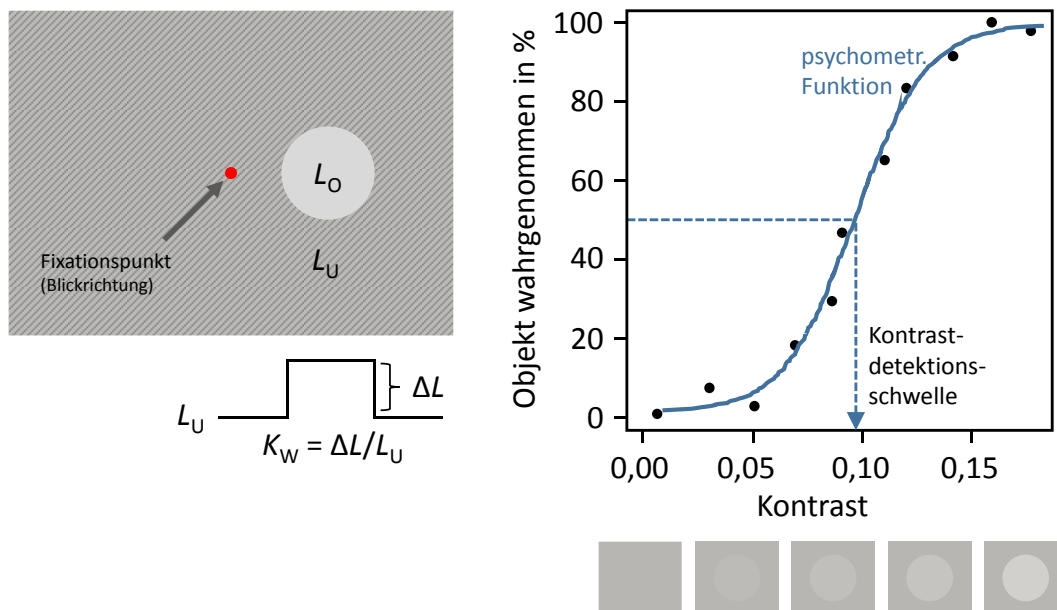 L_O
Fixationspunkt
(Blickrichtung)
L_U
L_U
ΔL
K_W = ΔL/L_U
Objekt wahrgenommen in %
100
80
60
40
20
0
psychometr.
Funktion
Kontrast-
detektions-
schwelle
0,00
0,05
0,10
0,15
Kontrast